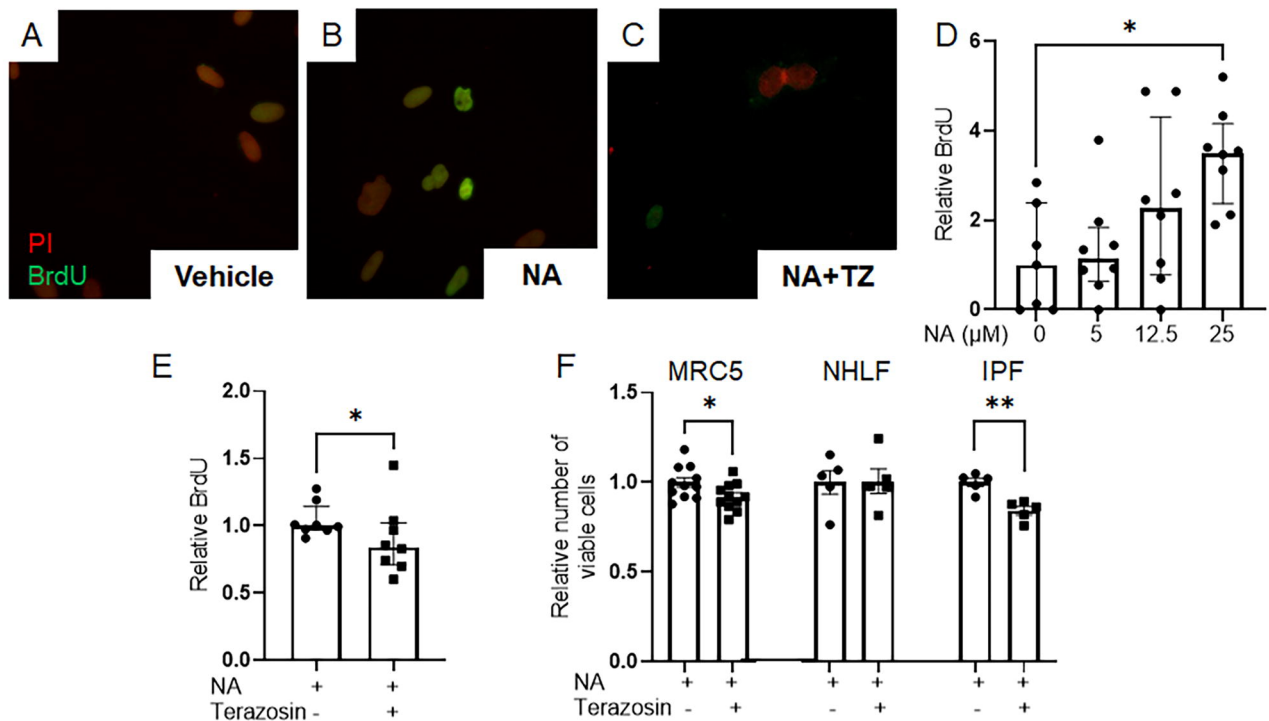 A
B
C
D
PI
BrdU
Vehicle
NA
NA+TZ
*
6
4
2
0
Relative BrdU
NA (µM) 0 5 12.5 25
E
*
2.0
1.5
1.0
0.5
0.0
Relative BrdU
NA + +
Terazosin - +
F
MRC5 NHLF IPF
* **
1.5
1.0
0.5
0.0
Relative number of
viable cells
NA + + + + + +
Terazosin - + - + - +